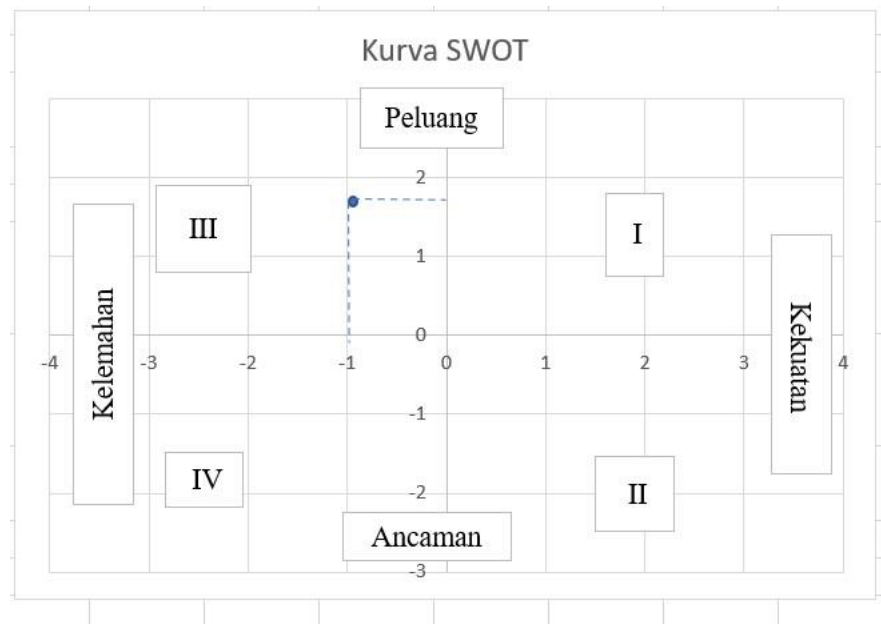 Kurva SWOT
Peluang
2
III
I
1
Kelemahan
Kekuatan
0
-4 -3 -2 -1 0 1 2 3 4
-1
IV
-2
II
Ancaman
-3